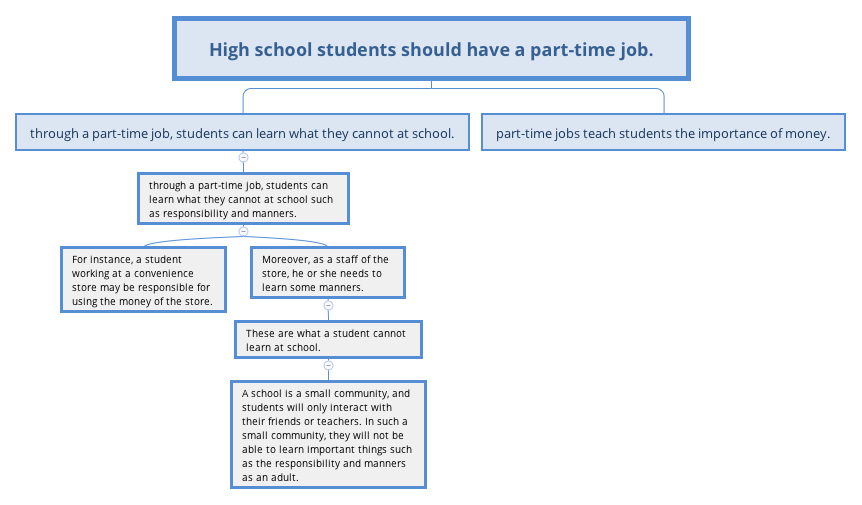 High school students should have a part-time job.
through a part-time job, students can learn what they cannot at school.
part-time jobs teach students the importance of money.
through a part-time job, students can
learn what they cannot at school such
as responsibility and manners.
For instance, a student
working at a convenience
store may be responsible for
using the money of the store.
Moreover, as a staff of the
store, he or she needs to
learn some manners.
These are what a student cannot
learn at school.
A school is a small community, and
students will only interact with
their friends or teachers. In such a
small community, they will not be
able to learn important things such
as the responsibility and manners
as an adult.